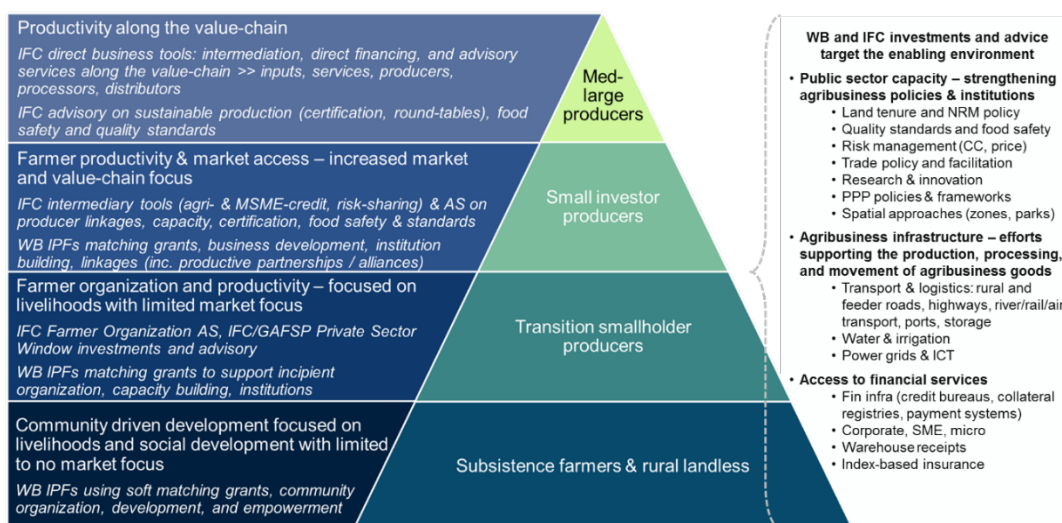 Productivity along the value-chain
IFC direct business tools: intermediation, direct financing, and advisory
services along the value-chain >> inputs, services, producers,
processors, distributors
IFC advisory on sustainable production (certification, round-tables), food
safety and quality standards
Med-
large
producers
Farmer productivity & market access – increased market
and value-chain focus
IFC intermediary tools (agri- & MSME-credit, risk-sharing) & AS on
producer linkages, capacity, certification, food safety & standards
WB IPFs matching grants, business development, institution
building, linkages (inc. productive partnerships / alliances)
Small investor
producers
Farmer organization and productivity – focused on
livelihoods with limited market focus
IFC Farmer Organization AS, IFC/GAFSP Private Sector
Window investments and advisory
WB IPFs matching grants to support incipient
organization, capacity building, institutions
Transition smallholder
producers
Community driven development focused on
livelihoods and social development with limited
to no market focus
WB IPFs using soft matching grants, community
organization, development, and empowerment
Subsistence farmers & rural landless
WB and IFC investments and advice
target the enabling environment
• Public sector capacity – strengthening
agribusiness policies & institutions
• Land tenure and NRM policy
• Quality standards and food safety
• Risk management (CC, price)
• Trade policy and facilitation
• Research & innovation
• PPP policies & frameworks
• Spatial approaches (zones, parks)
• Agribusiness infrastructure – efforts
supporting the production, processing,
and movement of agribusiness goods
• Transport & logistics: rural and
feeder roads, highways, river/rail/air
transport, ports, storage
• Water & irrigation
• Power grids & ICT
• Access to financial services
• Fin infra (credit bureaus, collateral
registries, payment systems)
• Corporate, SME, micro
• Warehouse receipts
• Index-based insurance